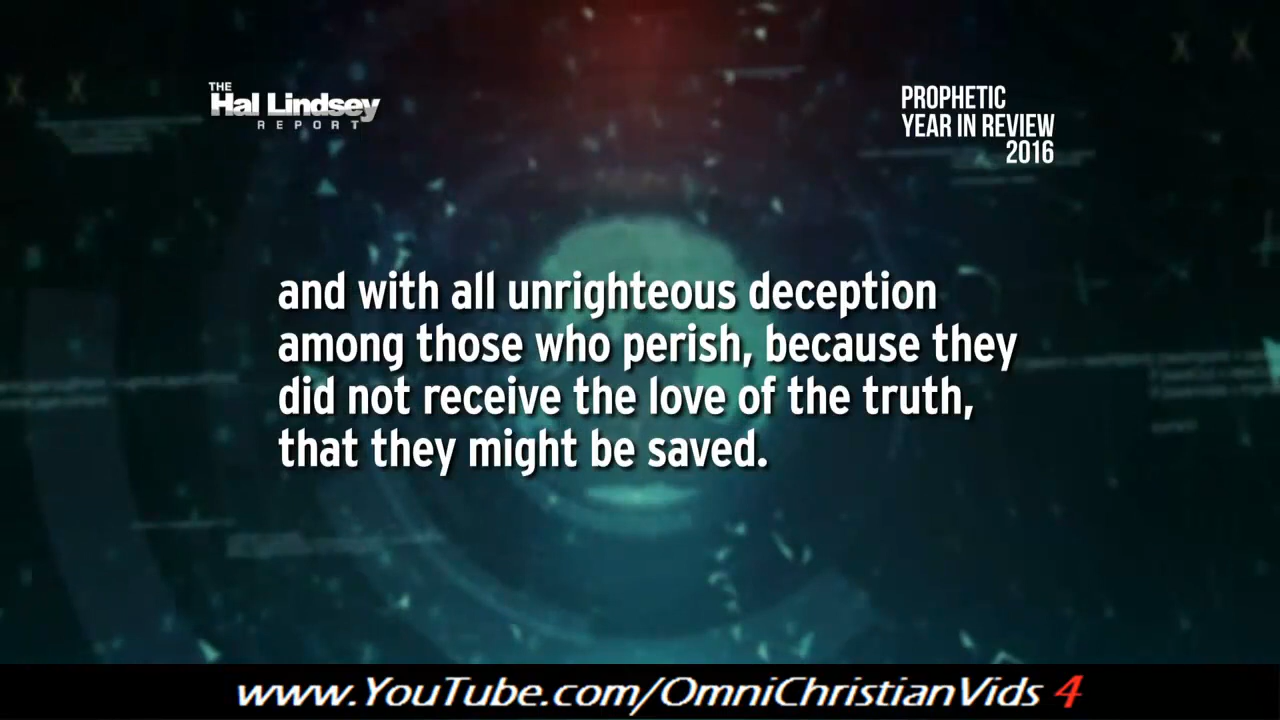 THE
Hal Lindsey
REPORT
PROPHETIC
YEAR IN REVIEW
2016
and with all unrighteous deception
among those who perish, because they
did not receive the love of the truth,
that they might be saved.
www.YouTube.com/OmniChristianVids 4